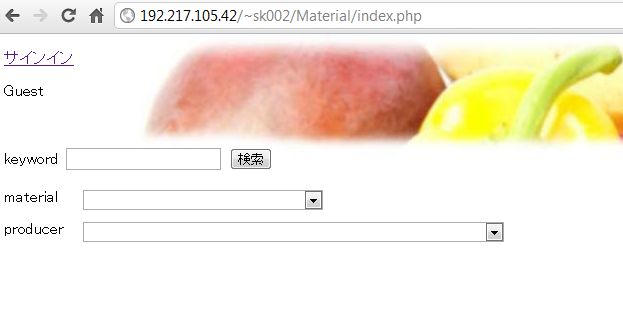 192.217.105.42/~sk002/Material/index.php
サインイン
Guest
keyword 検索
material
producer